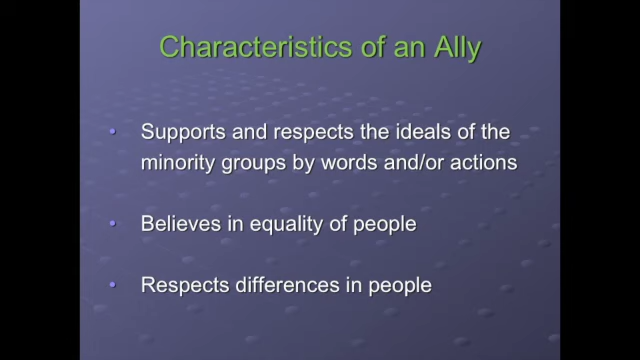 Characteristics of an Ally
• Supports and respects the ideals of the
minority groups by words and/or actions
• Believes in equality of people
• Respects differences in people